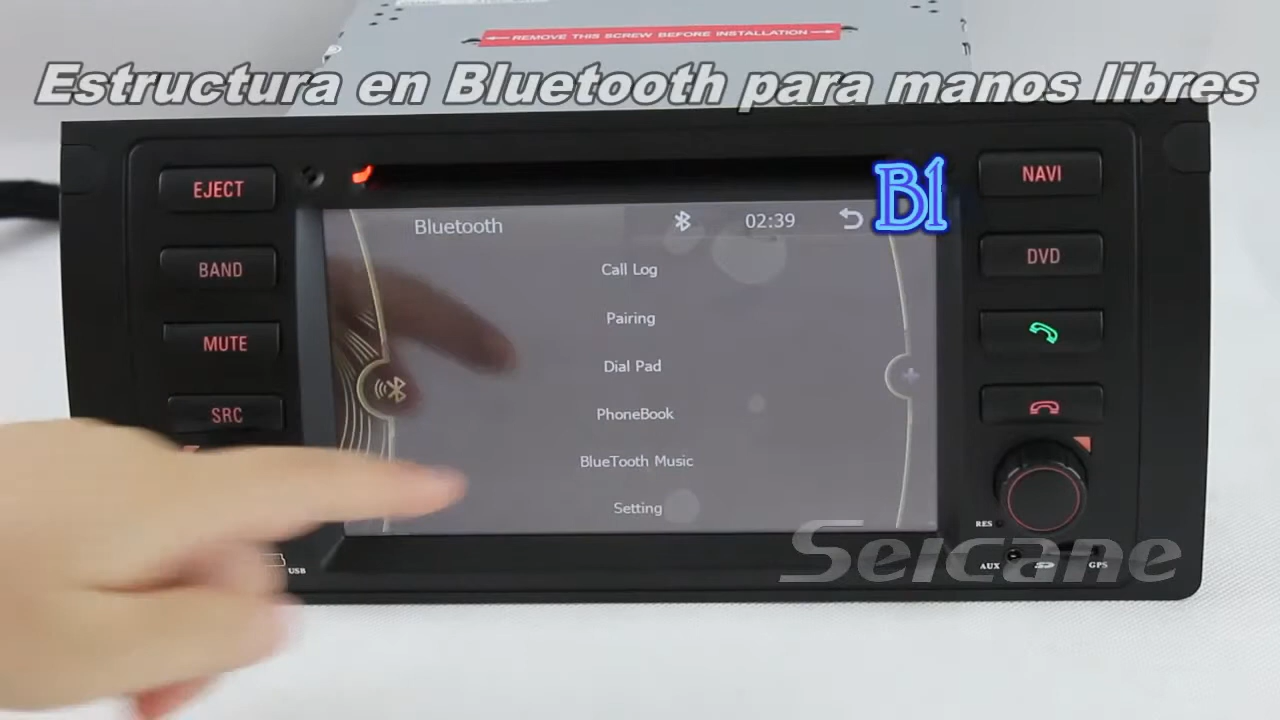 REMOVE THIS SCREW BEFORE INSTALLATION
Estructura en Bluetooth para manos libres
B1
EJECT
BAND
MUTE
SRC
Bluetooth
02:39
Call Log
Pairing
Dial Pad
PhoneBook
BlueTooth Music
Setting
NAVI
DVD
RES
AUX
GPS
USB
Seicane